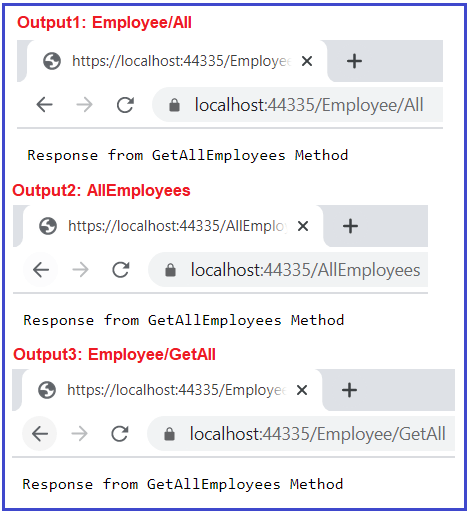 Output1: Employee/All
https://localhost:44335/Employe
localhost:44335/Employee/All
Response from GetAllEmployees Method
Output2: AllEmployees
https://localhost:44335/AllEmplo
localhost:44335/AllEmployees
Response from GetAllEmployees Method
Output3: Employee/GetAll
https://localhost:44335/Employe
localhost:44335/Employee/GetAll
Response from GetAllEmployees Method